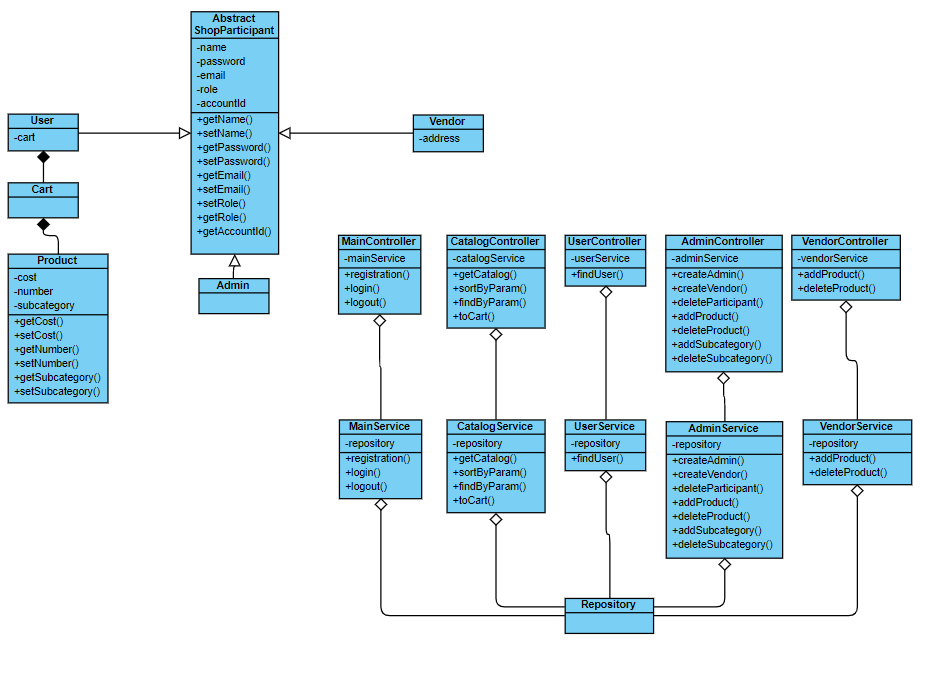 Abstract
ShopParticipant
-name
-password
-email
-role
-accountId
+getName()
+setName()
+getPassword()
+setPassword()
+getEmail()
+setEmail()
+setRole()
+getRole()
+getAccountId()
User
-cart
Vendor
-address
Cart
Product
-cost
-number
-subcategory
+getCost()
+setCost()
+getNumber()
+setNumber()
+getSubcategory()
+setSubcategory()
Admin
MainController
-mainService
+registration()
+login()
+logout()
CatalogController
-catalogService
+getCatalog()
+sortByParam()
+findByParam()
+toCart()
UserController
-userService
+findUser()
AdminController
-adminService
+createAdmin()
+createVendor()
+deleteParticipant()
+addProduct()
+deleteProduct()
+addSubcategory()
+deleteSubcategory()
VendorController
-vendorService
+addProduct()
+deleteProduct()
MainService
-repository
+registration()
+login()
+logout()
CatalogService
-repository
+getCatalog()
+sortByParam()
+findByParam()
+toCart()
UserService
-repository
+findUser()
AdminService
-repository
+createAdmin()
+createVendor()
+deleteParticipant()
+addProduct()
+deleteProduct()
+addSubcategory()
+deleteSubcategory()
VendorService
-repository
+addProduct()
+deleteProduct()
Repository